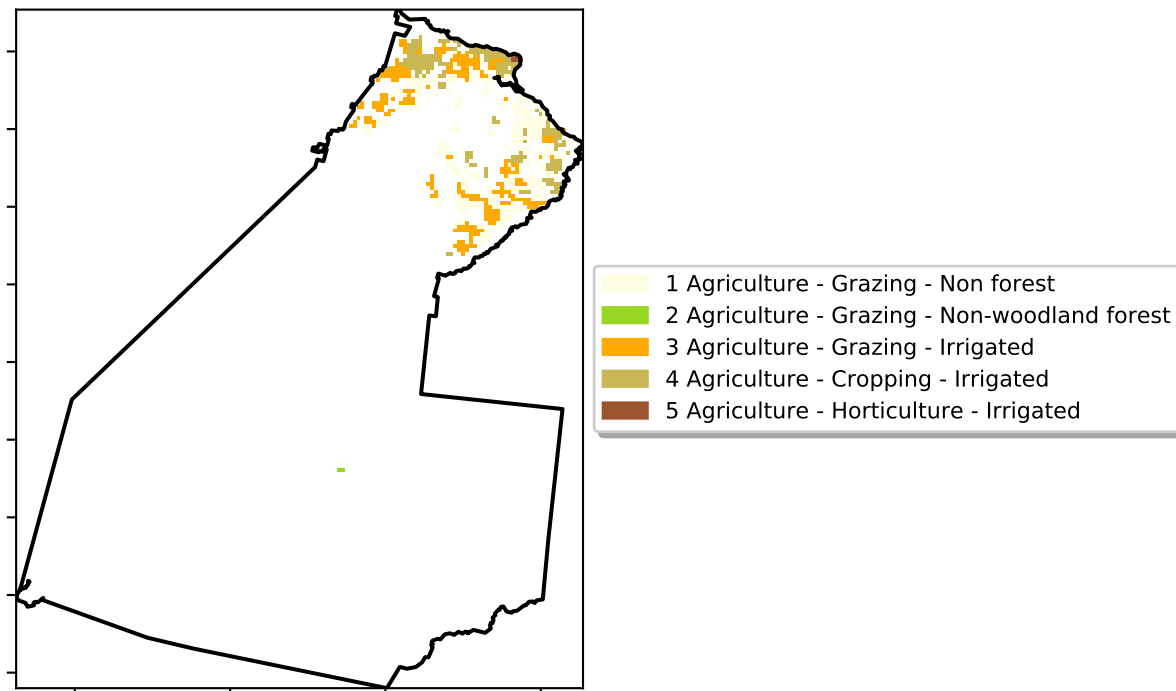 1 Agriculture - Grazing - Non forest
2 Agriculture - Grazing - Non-woodland forest
3 Agriculture - Grazing - Irrigated
4 Agriculture - Cropping - Irrigated
5 Agriculture - Horticulture - Irrigated